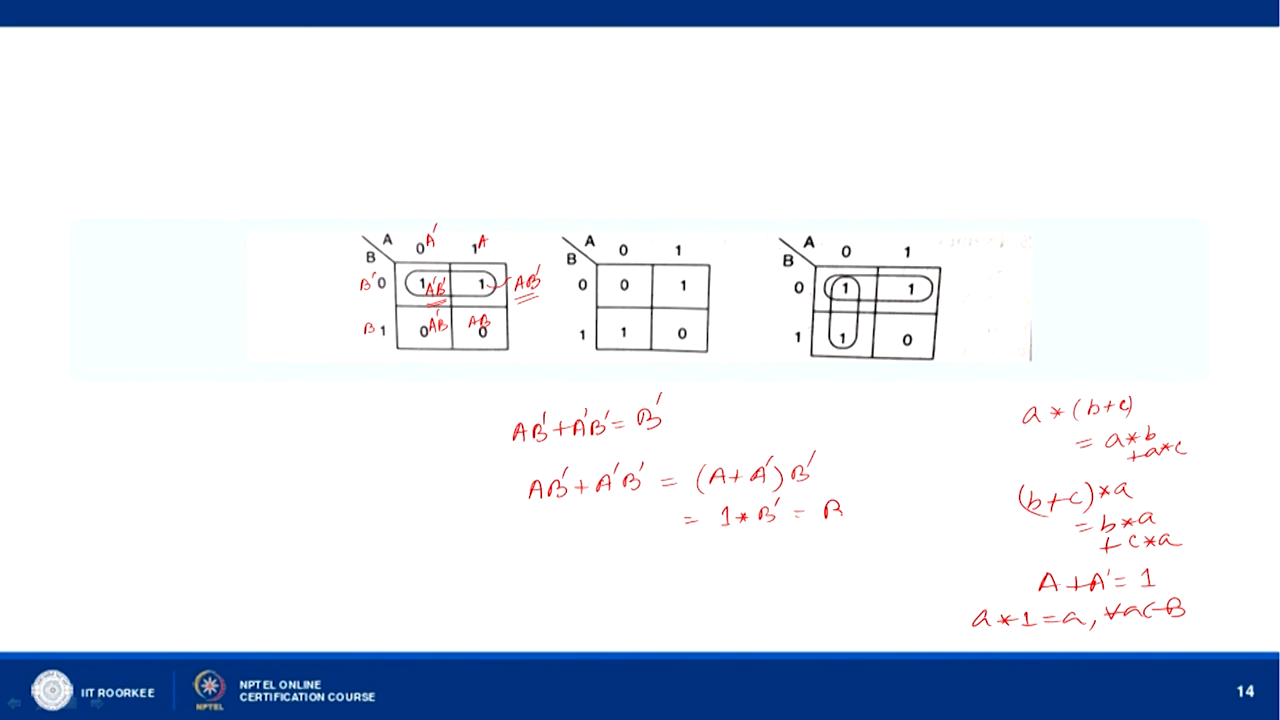 A 0 A' 1 A
B
B' 0 1 A'B' 1 AB'
B 1 0 A'B 0 AB
A 0 1
B
0 0 1
1 1 0
A 0 1
B
0 1 1
1 1 0
AB' + A'B' = B'
AB' + A'B' = (A + A') B'
= 1 * B' = B
a * (b+c)
= a*b
+a*c
(b+c)*a
= b*a
+ c*a
A + A' = 1
a * 1 = a, ∀a∈B
IIT ROORKEE
NPTEL
NPTEL ONLINE
CERTIFICATION COURSE
14